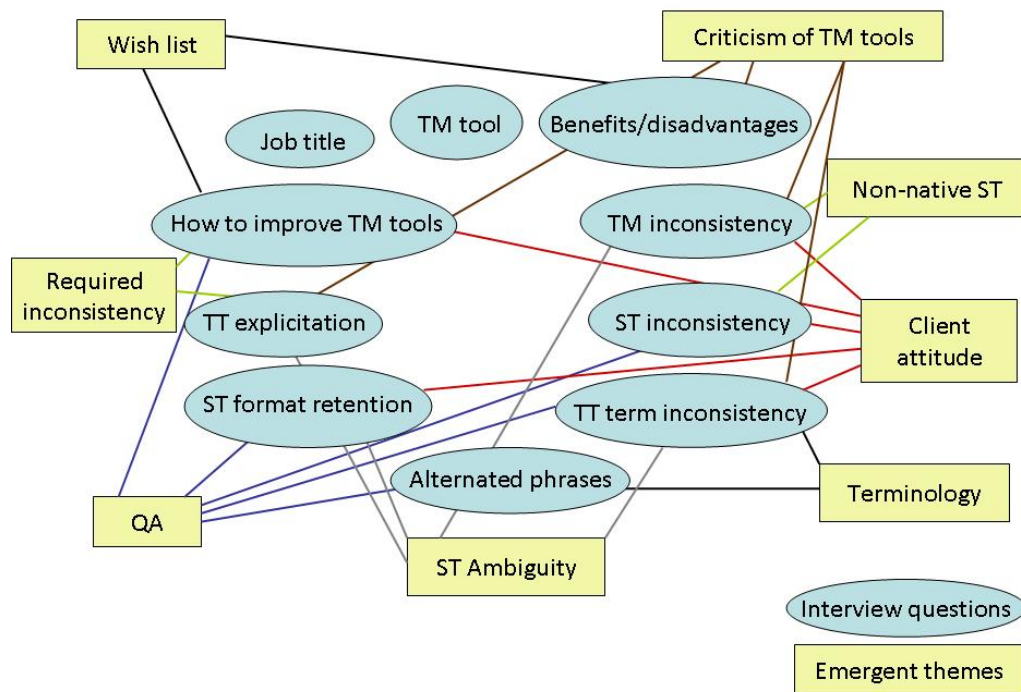 Wish list
Criticism of TM tools
Job title
TM tool
Benefits/disadvantages
Non-native ST
How to improve TM tools
TM inconsistency
Required
inconsistency
TT explicitation
ST inconsistency
Client
attitude
ST format retention
TT term inconsistency
Alternated phrases
Terminology
QA
ST Ambiguity
Interview questions
Emergent themes